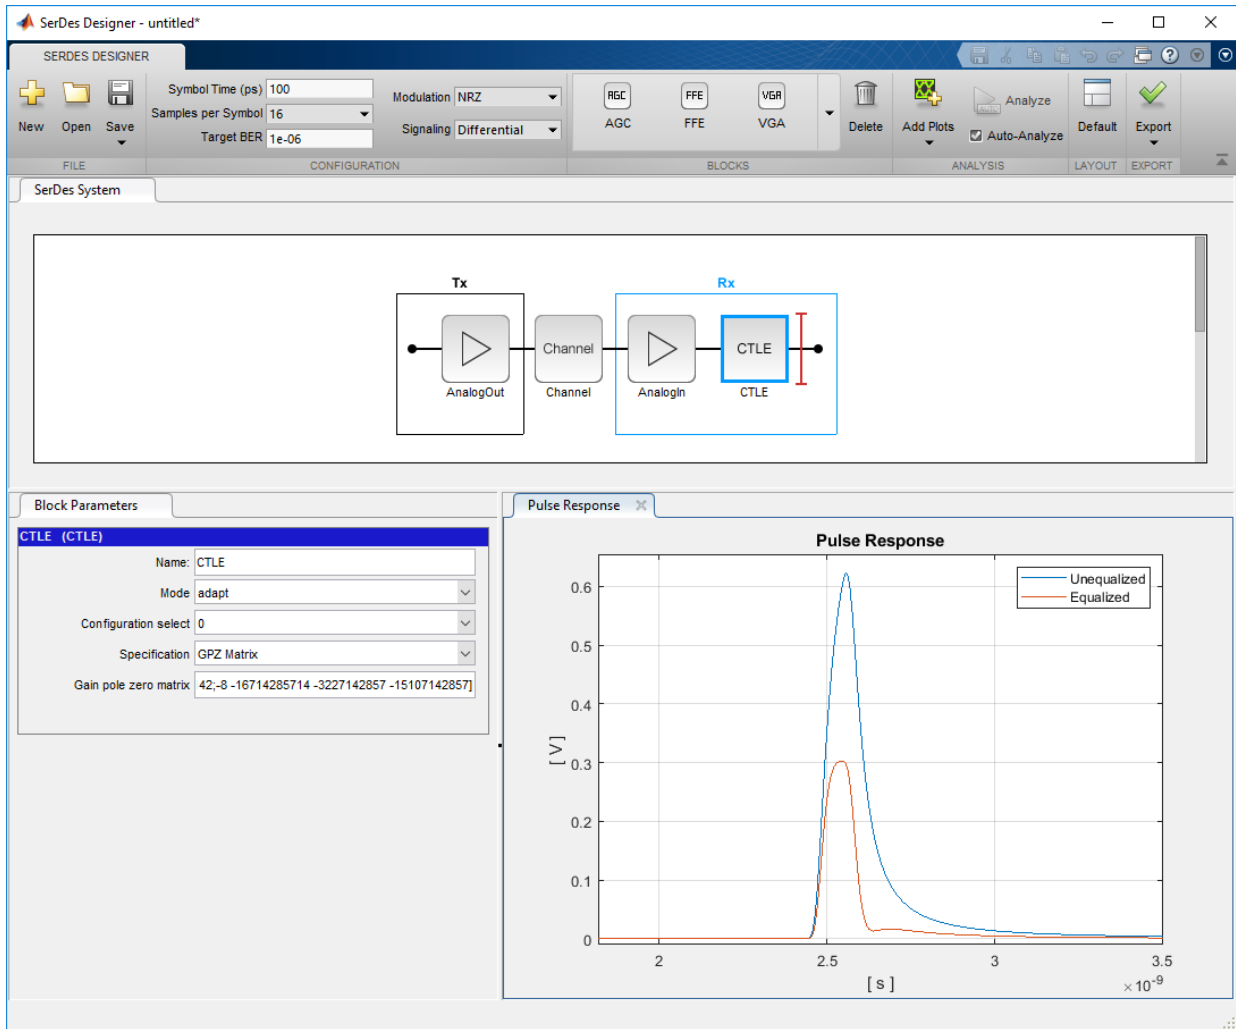 SerDes Designer - untitled*
SERDES DESIGNER
New
Open
Save
Symbol Time (ps) 100
Samples per Symbol 16
Target BER 1e-06
Modulation NRZ
Signaling Differential
AGC
AGC
FFE
FFE
VGA
VGA
Delete
Add Plots
AUTO
Analyze
Auto-Analyze
Default
Export
FILE
CONFIGURATION
BLOCKS
ANALYSIS
LAYOUT
EXPORT
SerDes System
Tx
Rx
Channel
CTLE
AnalogOut
Channel
AnalogIn
CTLE
Block Parameters
CTLE (CTLE)
Name: CTLE
Mode adapt
Configuration select 0
Specification GPZ Matrix
Gain pole zero matrix 42;-8 -16714285714 -3227142857 -15107142857]
Pulse Response
Pulse Response
Unequalized
Equalized
[ V ]
0.6
0.5
0.4
0.3
0.2
0.1
0
2
2.5
3
3.5
[ s ]
×10-9